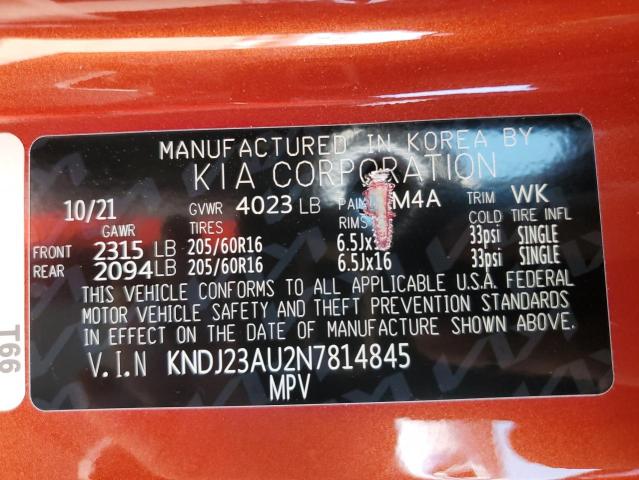 MANUFACTURED IN KOREA BY
KIA CORPORATION
10/21 GVWR 4023 LB M4A TRIM WK
GAWR TIRES RIMS COLD TIRE INFL
FRONT 2315 LB 205/60R16 6.5Jx 33psi SINGLE
REAR 2094 LB 205/60R16 6.5Jx16 33psi SINGLE
THIS VEHICLE CONFORMS TO ALL APPLICABLE U.S.A. FEDERAL
MOTOR VEHICLE SAFETY AND THEFT PREVENTION STANDARDS
IN EFFECT ON THE DATE OF MANUFACTURE SHOWN ABOVE.
V.I.N KNDJ23AU2N7814845
MPV
T66